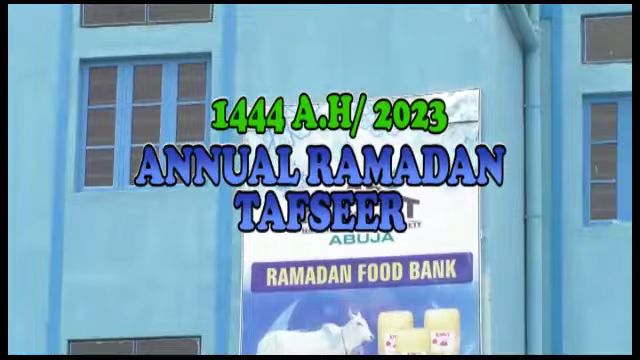 1444 A.H/ 2023
ANNUAL RAMADAN
TAFSEER
ABUJA
RAMADAN FOOD BANK